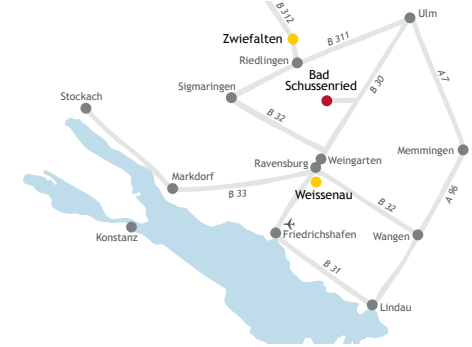 B 312
Ulm
Zwiefalten
B 311
Riedlingen
Bad
Schussenried
B 30
A 7
Sigmaringen
Stockach
B 32
Memmingen
Ravensburg
Weingarten
Markdorf
B 33
Weissenau
A 96
B 32
Konstanz
Friedrichshafen
Wangen
B 31
Lindau